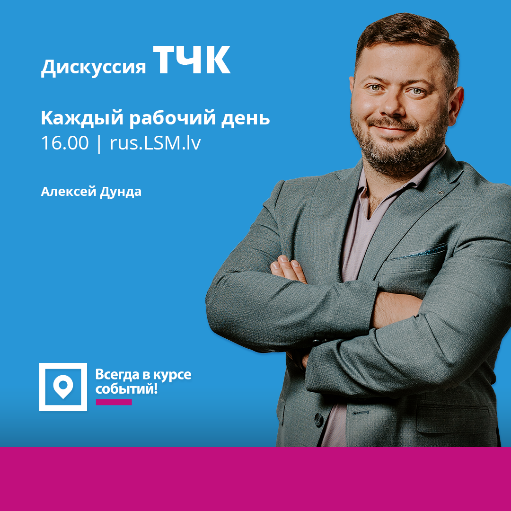 Дискуссия ТЧК
Каждый рабочий день
16.00 | rus.LSM.lv
Алексей Дунда
Всегда в курсе
событий!